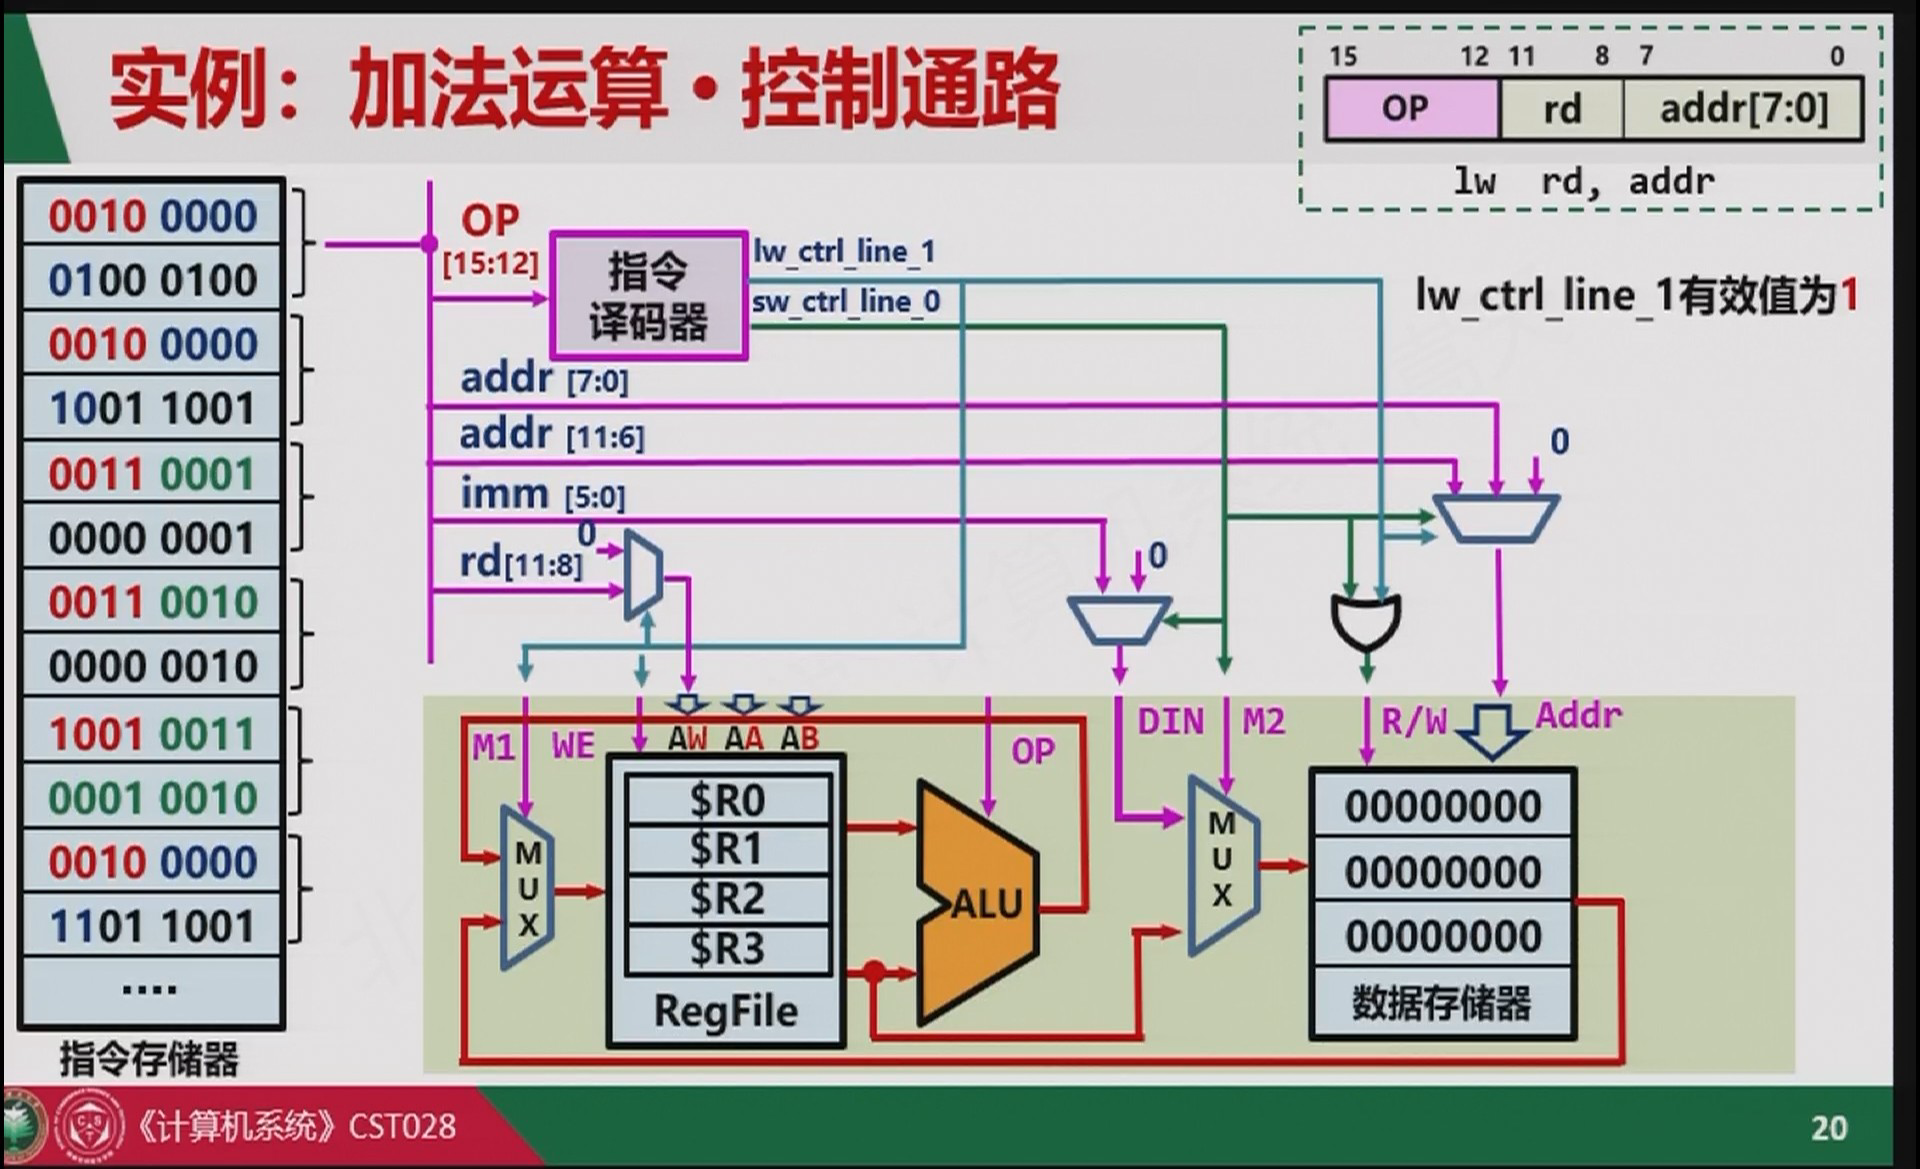 实例：加法运算·控制通路
15 12 11 8 7 0
OP rd addr[7:0]
lw rd, addr
0010 0000
0100 0100
0010 0000
1001 1001
0011 0001
0000 0001
0011 0010
0000 0010
1001 0011
0001 0010
0010 0000
1101 1001
....
指令存储器
OP
[15:12]
指令
译码器
lw_ctrl_line_1
sw_ctrl_line_0
lw_ctrl_line_1有效值为1
addr [7:0]
addr [11:6]
0
imm [5:0]
0
rd[11:8]
0
M1 WE AW AA AB OP DIN M2 R/W Addr
MUX
$R0
$R1
$R2
$R3
RegFile
ALU
MUX
00000000
00000000
00000000
数据存储器
《计算机系统》CST028
20